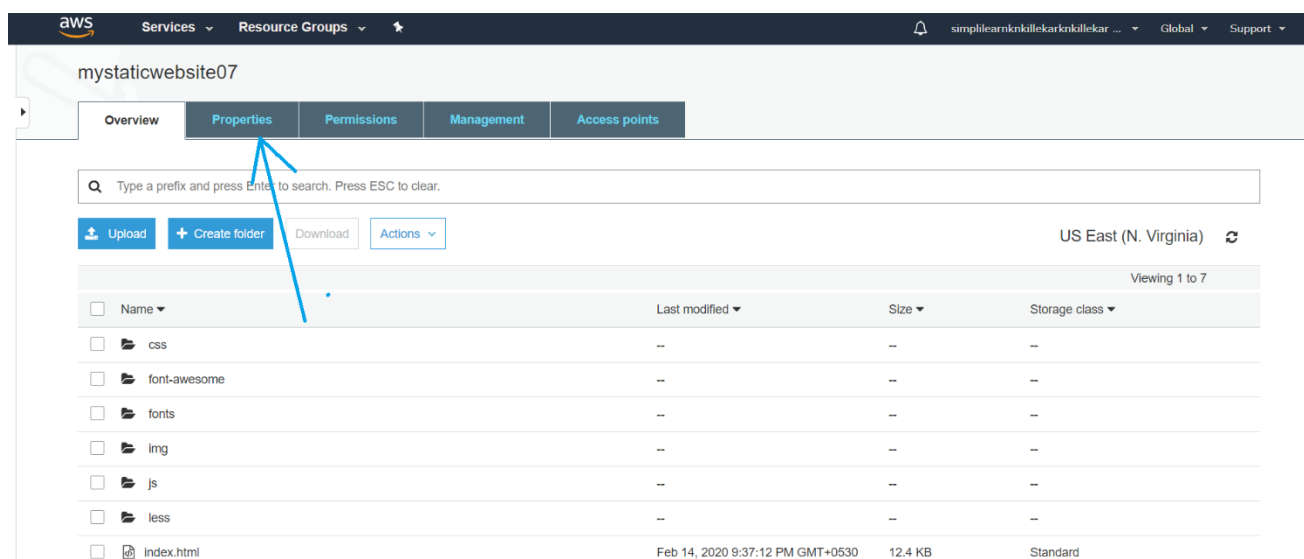 aws Services Resource Groups simplilearnknkillekarknkillekar ... Global Support
mystaticwebsite07
Overview Properties Permissions Management Access points
Type a prefix and press Enter to search. Press ESC to clear.
Upload + Create folder Download Actions US East (N. Virginia)
Viewing 1 to 7
Name Last modified Size Storage class
css -- -- --
font-awesome -- -- --
fonts -- -- --
img -- -- --
js -- -- --
less -- -- --
index.html Feb 14, 2020 9:37:12 PM GMT+0530 12.4 KB Standard